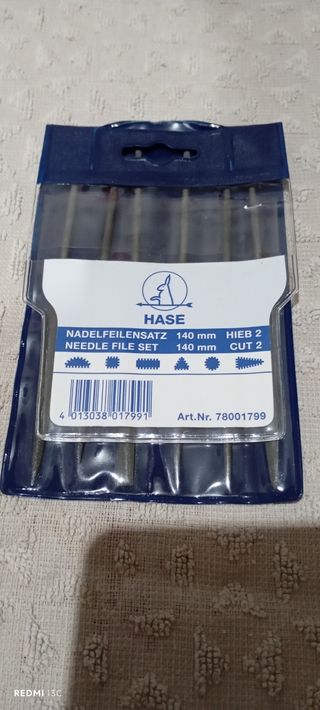 HASE
NADELFEILENSATZ 140 mm HIEB 2
NEEDLE FILE SET 140 mm CUT 2
4 013038 017991
Art.Nr. 78001799
REDMI 13C